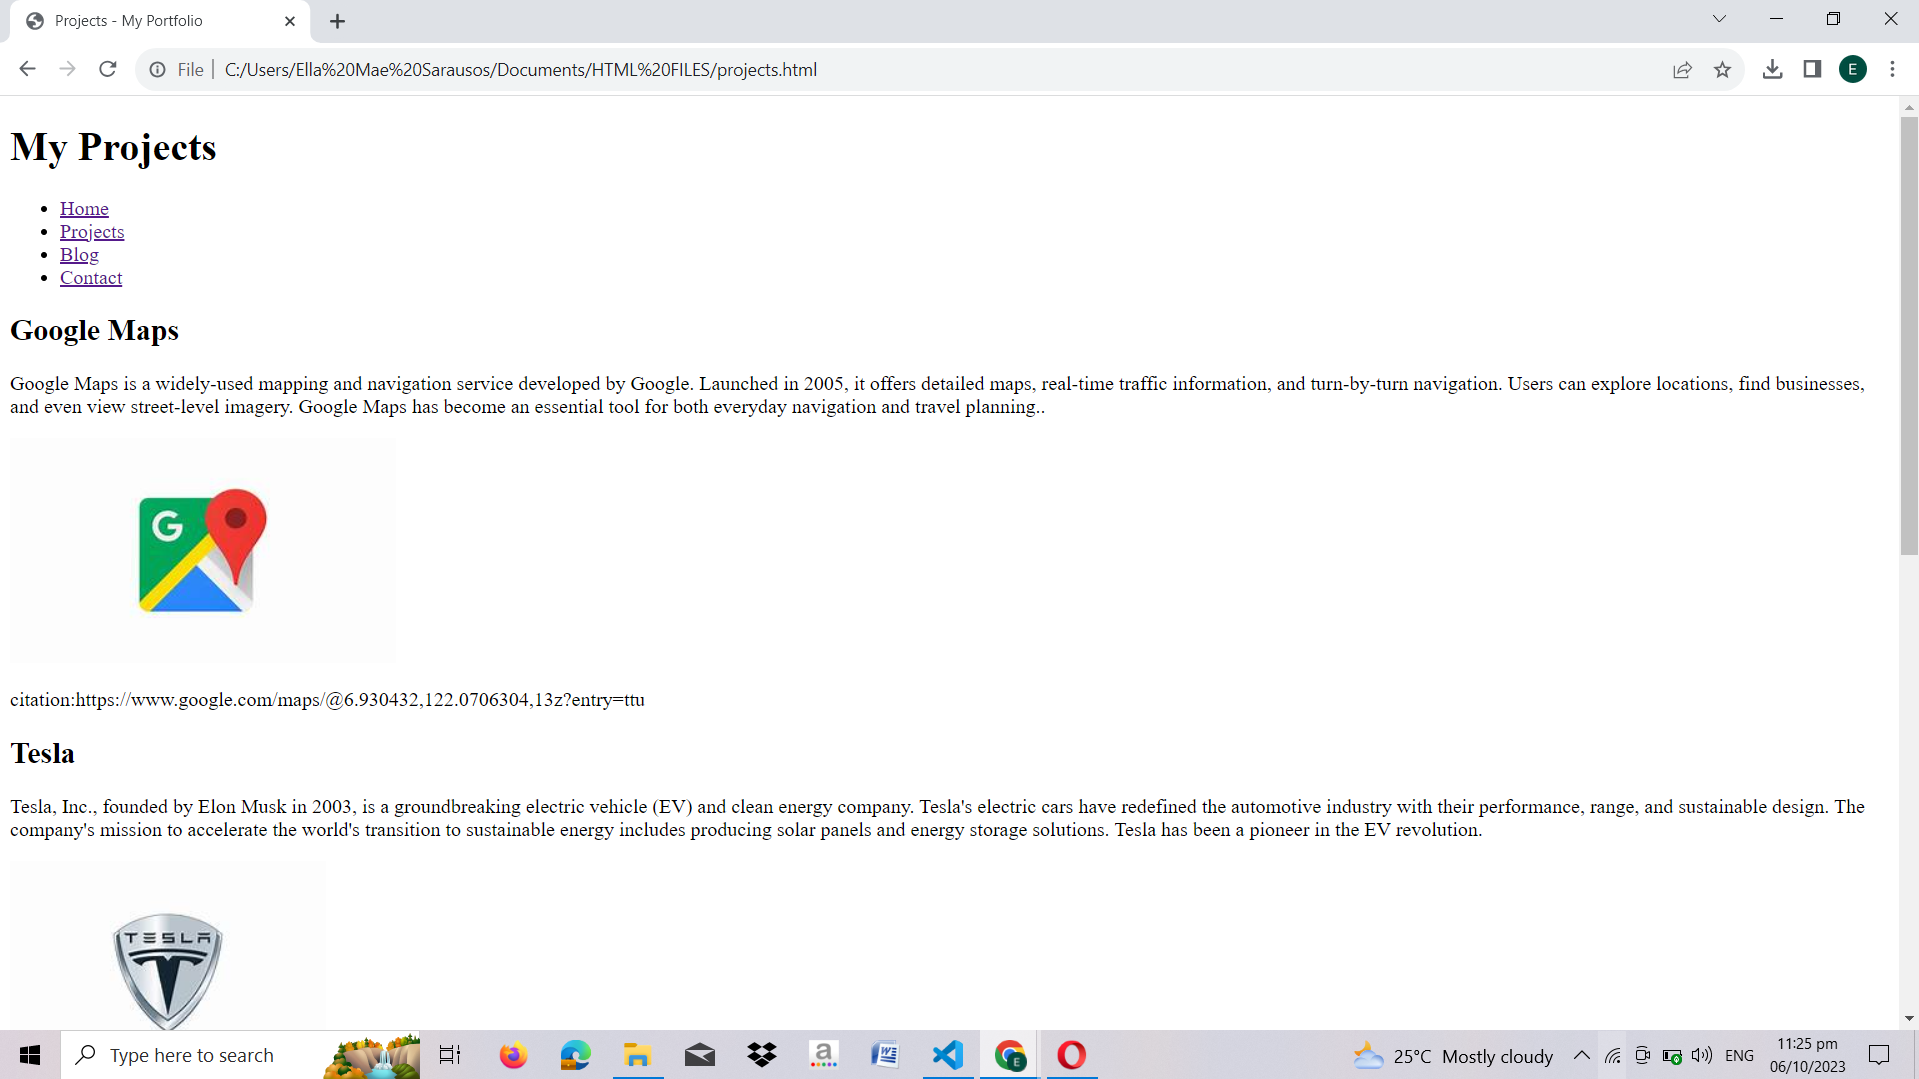 Projects - My Portfolio
File
C:/Users/Ella%20Mae%20Sarausos/Documents/HTML%20FILES/projects.html
E
My Projects
Home
Projects
Blog
Contact
Google Maps
Google Maps is a widely-used mapping and navigation service developed by Google. Launched in 2005, it offers detailed maps, real-time traffic information, and turn-by-turn navigation. Users can explore locations, find businesses,
and even view street-level imagery. Google Maps has become an essential tool for both everyday navigation and travel planning..
G
citation:https://www.google.com/maps/@6.930432,122.0706304,13z?entry=ttu
Tesla
Tesla, Inc., founded by Elon Musk in 2003, is a groundbreaking electric vehicle (EV) and clean energy company. Tesla's electric cars have redefined the automotive industry with their performance, range, and sustainable design. The
company's mission to accelerate the world's transition to sustainable energy includes producing solar panels and energy storage solutions. Tesla has been a pioneer in the EV revolution.
TESLA
Type here to search
a
W
E
25°C Mostly cloudy
ENG
11:25 pm
06/10/2023